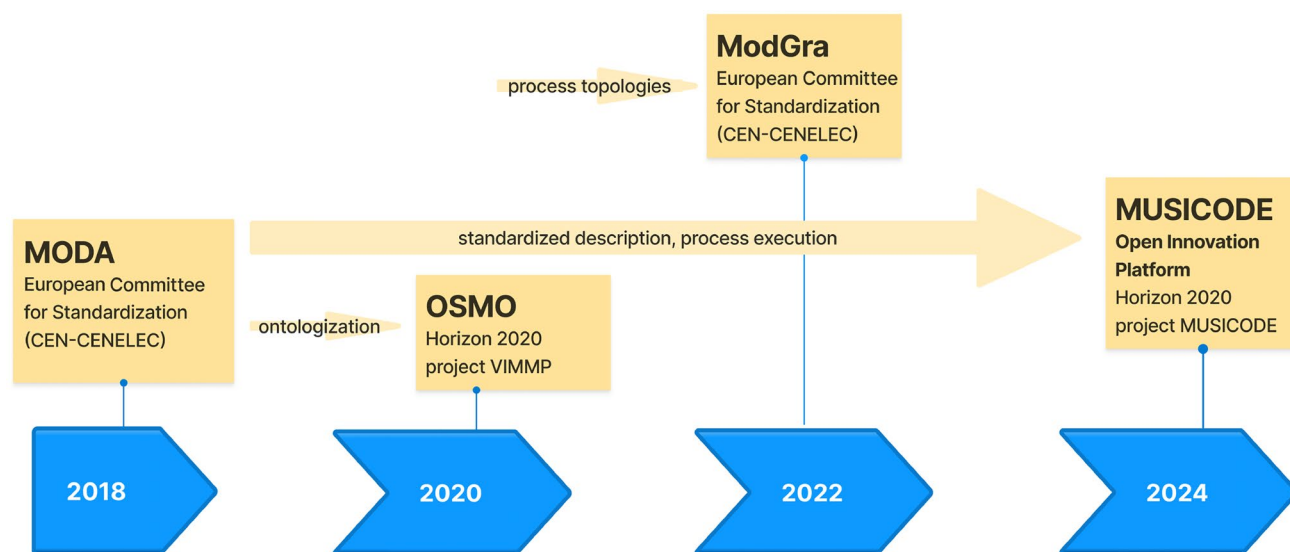 ModGra
European Committee
for Standardization
(CEN-CENELEC)
process topologies
MODA
European Committee
for Standardization
(CEN-CENELEC)
standardized description, process execution
MUSICODE
Open Innovation
Platform
Horizon 2020
project MUSICODE
ontologization
OSMO
Horizon 2020
project VIMMP
2018
2020
2022
2024